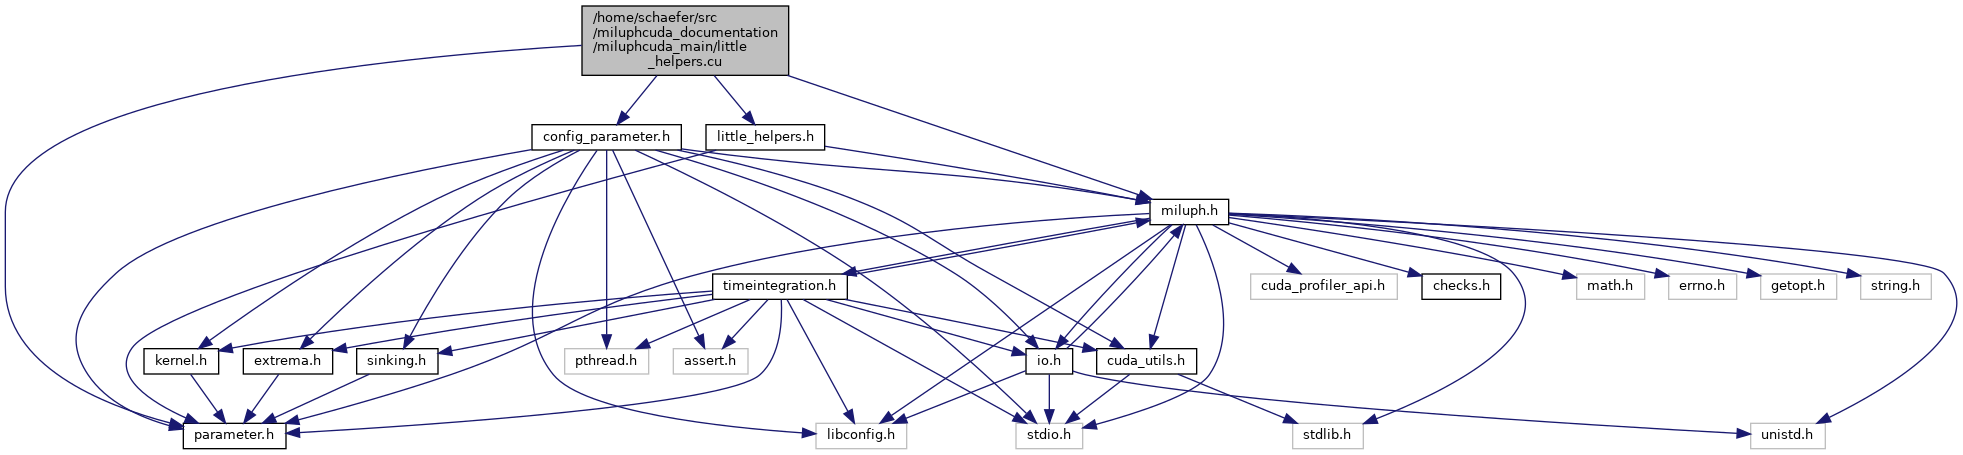 /home/schaefer/src
/miluphcuda_documentation
/miluphcuda_main/little
_helpers.cu
config_parameter.h
little_helpers.h
miluph.h
timeintegration.h
cuda_profiler_api.h
checks.h
math.h
errno.h
getopt.h
string.h
kernel.h
extrema.h
sinking.h
pthread.h
assert.h
io.h
cuda_utils.h
parameter.h
libconfig.h
stdio.h
stdlib.h
unistd.h